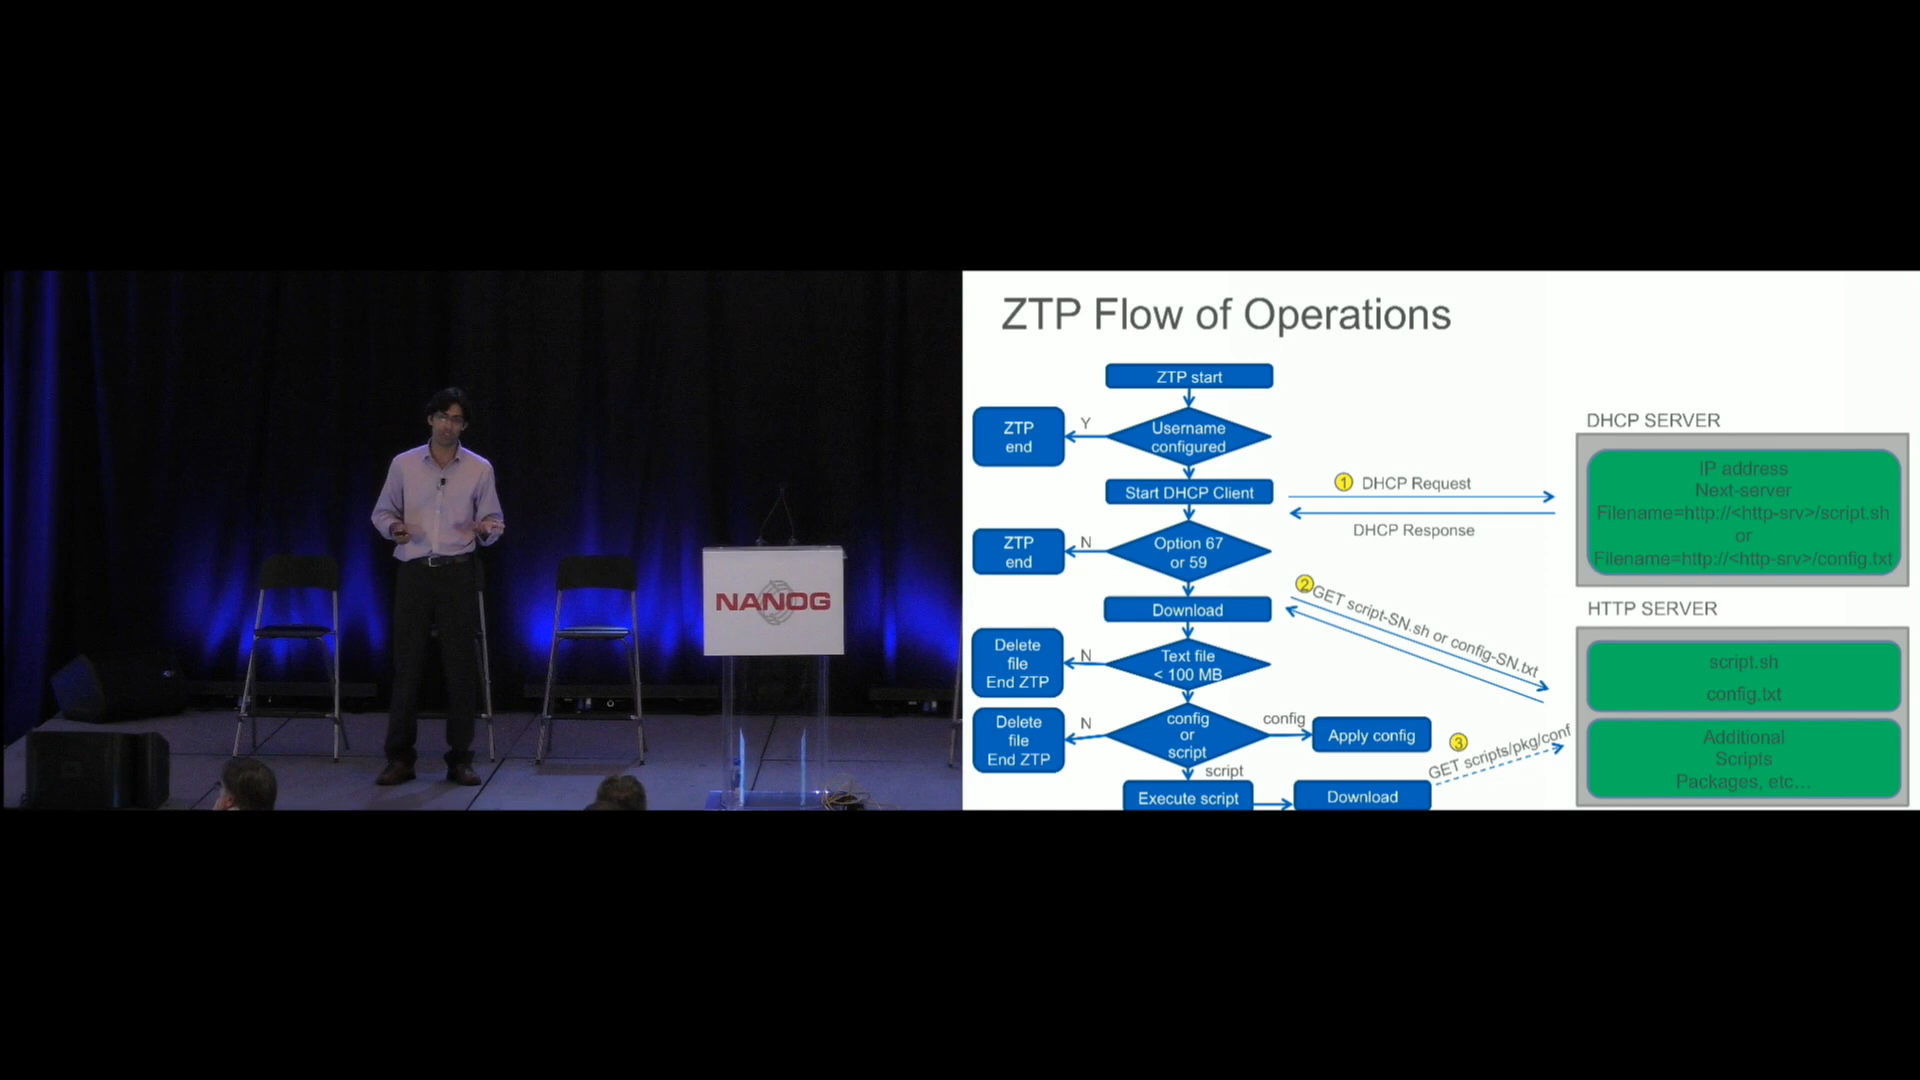 NANOG
ZTP Flow of Operations
ZTP start
ZTP
end
Y
Username
configured
Start DHCP Client
ZTP
end
N
Option 67
or 59
Download
Delete
file
End ZTP
N
Text file
< 100 MB
Delete
file
End ZTP
N
config
or
script
config
Apply config
script
Execute script
Download
1
DHCP Request
DHCP Response
2
GET script-SN.sh or config-SN.txt
3
GET scripts/pkg/conf
DHCP SERVER
IP address
Next-server
Filename=http://<http-srv>/script.sh
or
Filename=http://<http-srv>/config.txt
HTTP SERVER
script.sh
config.txt
Additional
Scripts
Packages, etc...